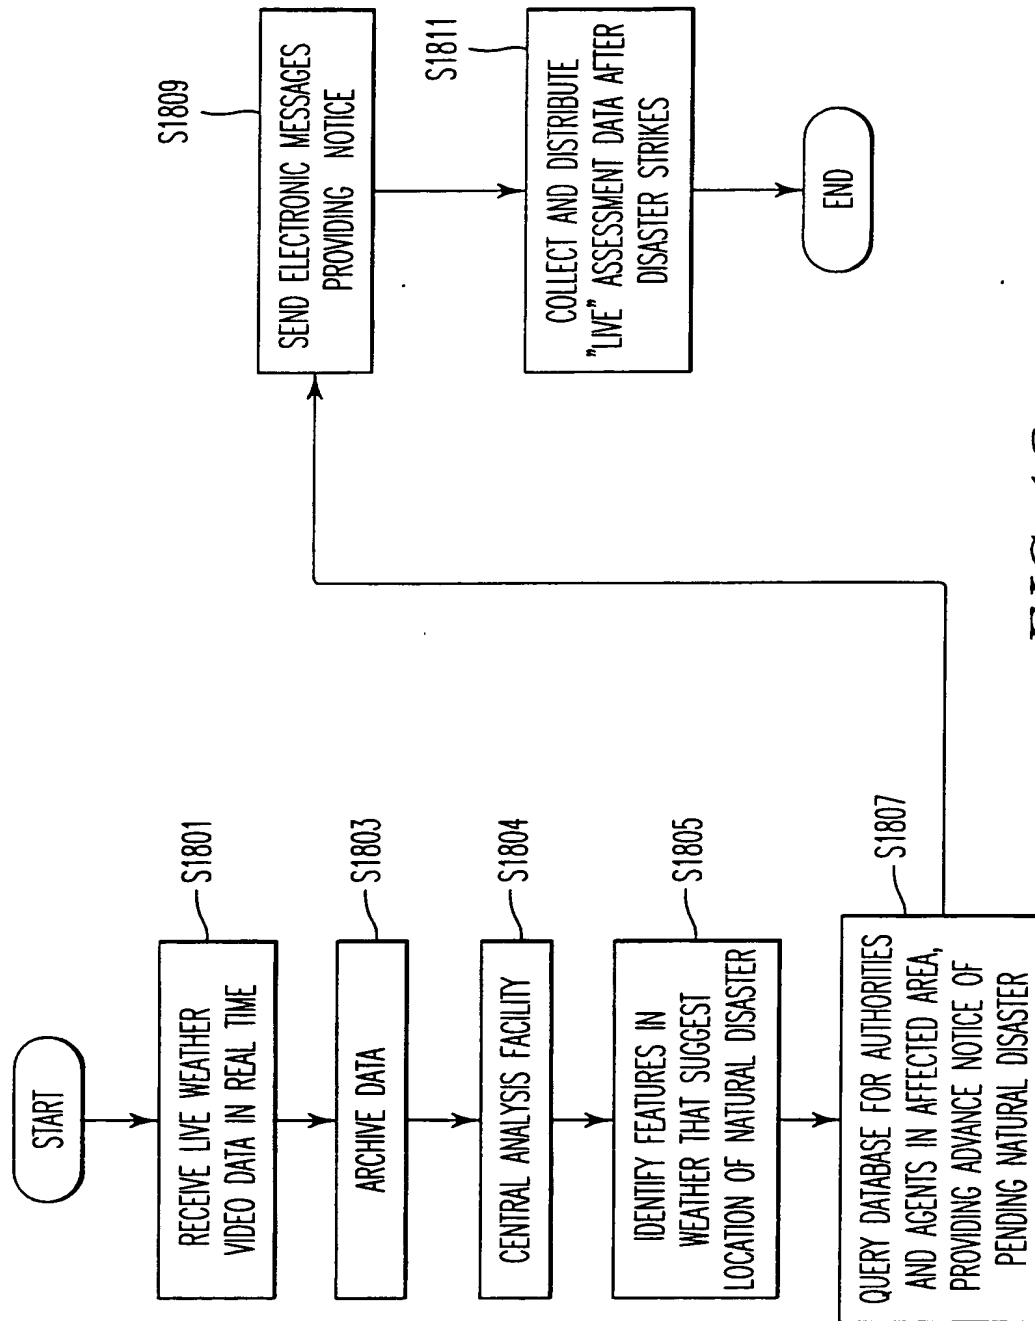 START
RECEIVE LIVE WEATHER
VIDEO DATA IN REAL TIME
S1801
ARCHIVE DATA
S1803
CENTRAL ANALYSIS FACILITY
S1804
IDENTIFY FEATURES IN
WEATHER THAT SUGGEST
LOCATION OF NATURAL DISASTER
S1805
QUERY DATABASE FOR AUTHORITIES
AND AGENTS IN AFFECTED AREA,
PROVIDING ADVANCE NOTICE OF
PENDING NATURAL DISASTER
S1807
SEND ELECTRONIC MESSAGES
PROVIDING NOTICE
S1809
COLLECT AND DISTRIBUTE
"LIVE" ASSESSMENT DATA AFTER
DISASTER STRIKES
S1811
END